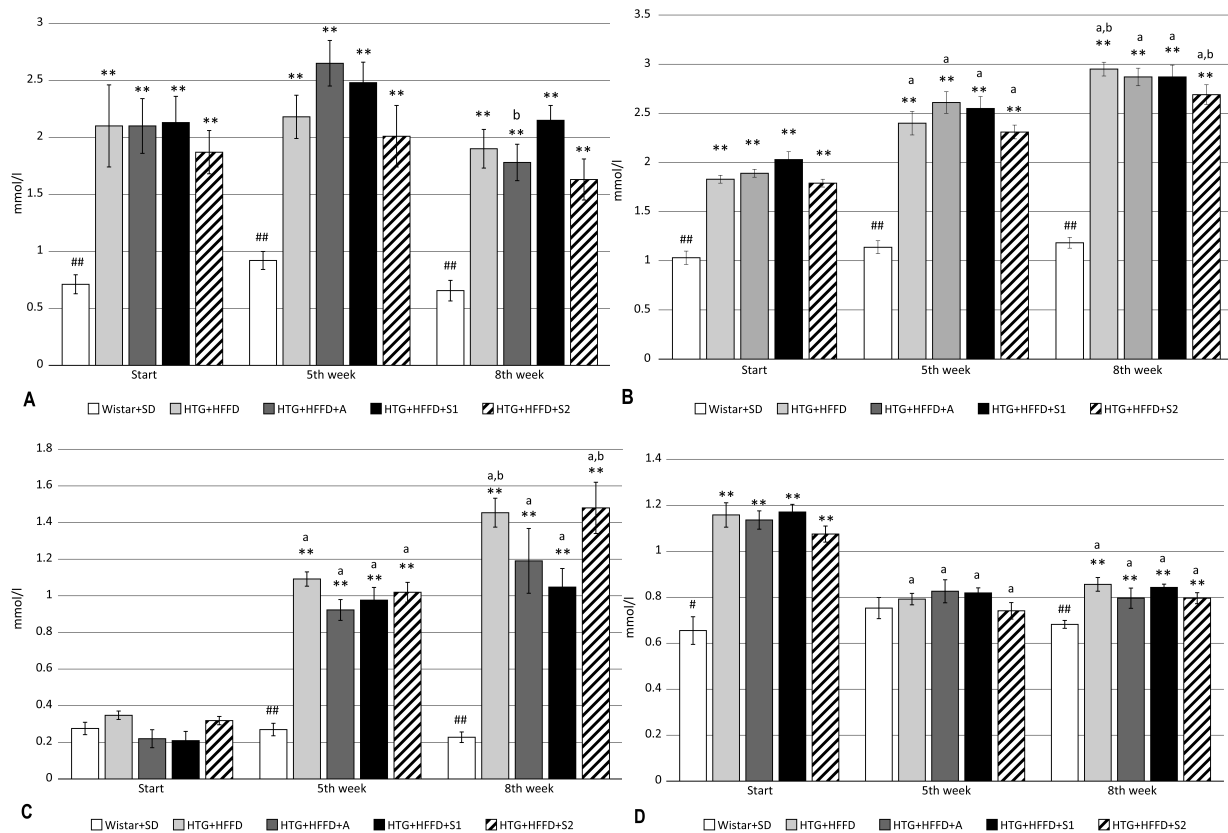 3
2.5
2
1.5
1
0.5
0
mmol/l
** ** ** **
##
** ** ** **
##
b
** ** ** **
##
Start 5th week 8th week
A
Wistar+SD HTG+HFFD HTG+HFFD+A HTG+HFFD+S1 HTG+HFFD+S2
3.5
3
2.5
2
1.5
1
0.5
0
mmol/l
** ** ** **
##
a a a a
** ** ** **
##
a,b a a a,b
** ** ** **
##
Start 5th week 8th week
B
Wistar+SD HTG+HFFD HTG+HFFD+A HTG+HFFD+S1 HTG+HFFD+S2
1.8
1.6
1.4
1.2
1
0.8
0.6
0.4
0.2
0
mmol/l
a a a a
** ** ** **
##
a,b a a a,b
** ** ** **
##
Start 5th week 8th week
C
Wistar+SD HTG+HFFD HTG+HFFD+A HTG+HFFD+S1 HTG+HFFD+S2
1.4
1.2
1
0.8
0.6
0.4
0.2
0
mmol/l
** ** ** **
#
a a a a
a a a a
** ** ** **
##
Start 5th week 8th week
D
Wistar+SD HTG+HFFD HTG+HFFD+A HTG+HFFD+S1 HTG+HFFD+S2